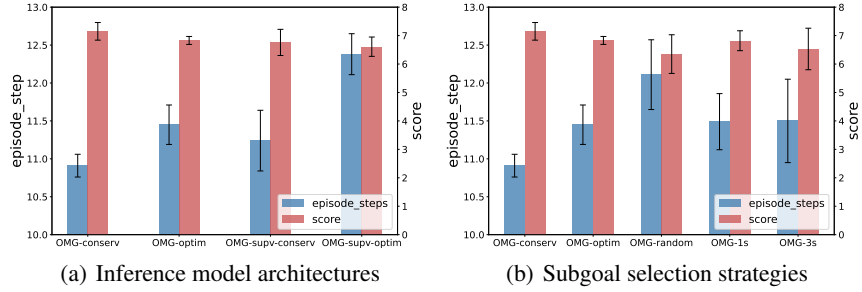 13.0
12.5
12.0
11.5
11.0
10.5
10.0
episode_step
8
7
6
5
4
3
2
1
0
score
episode_steps
score
OMG-conserv
OMG-optim
OMG-supv-conserv
OMG-supv-optim
(a) Inference model architectures
13.0
12.5
12.0
11.5
11.0
10.5
10.0
episode_step
8
7
6
5
4
3
2
1
0
score
episode_steps
score
OMG-conserv
OMG-optim
OMG-random
OMG-1s
OMG-3s
(b) Subgoal selection strategies